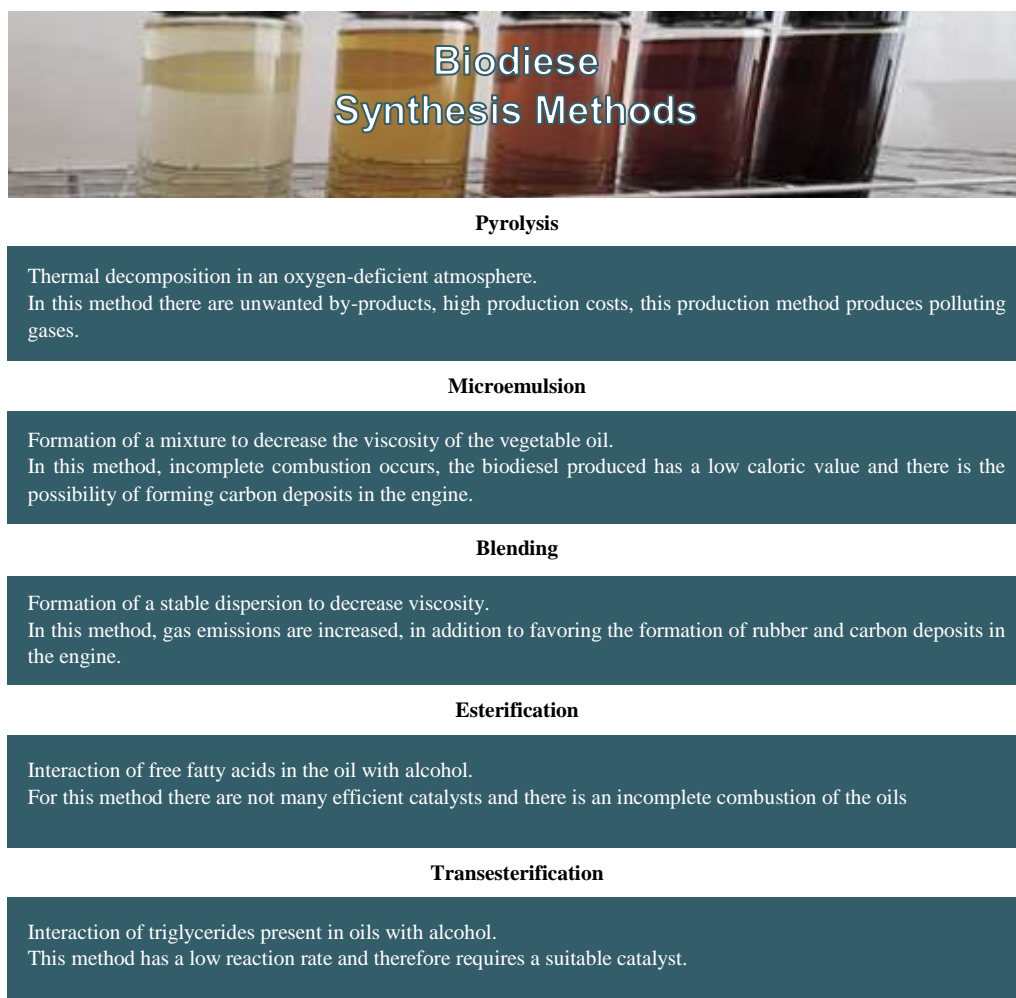 Biodiese
Synthesis Methods
Pyrolysis
Thermal decomposition in an oxygen-deficient atmosphere.
In this method there are unwanted by-products, high production costs, this production method produces polluting
gases.
Microemulsion
Formation of a mixture to decrease the viscosity of the vegetable oil.
In this method, incomplete combustion occurs, the biodiesel produced has a low caloric value and there is the
possibility of forming carbon deposits in the engine.
Blending
Formation of a stable dispersion to decrease viscosity.
In this method, gas emissions are increased, in addition to favoring the formation of rubber and carbon deposits in
the engine.
Esterification
Interaction of free fatty acids in the oil with alcohol.
For this method there are not many efficient catalysts and there is an incomplete combustion of the oils
Transesterification
Interaction of triglycerides present in oils with alcohol.
This method has a low reaction rate and therefore requires a suitable catalyst.